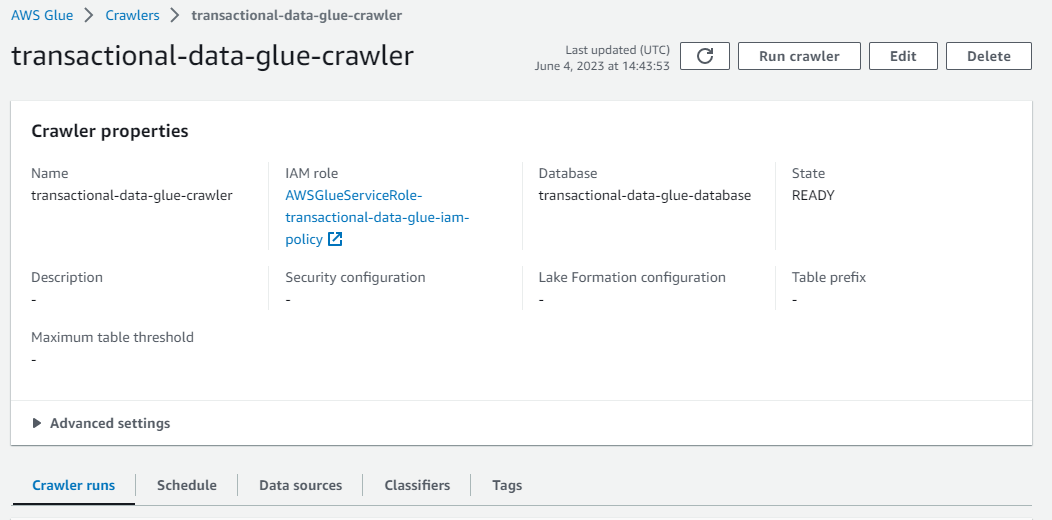 AWS Glue > Crawlers > transactional-data-glue-crawler
transactional-data-glue-crawler
Last updated (UTC)
June 4, 2023 at 14:43:53
Run crawler
Edit
Delete
Crawler properties
Name
transactional-data-glue-crawler
IAM role
AWSGlueServiceRole-
transactional-data-glue-iam-
policy
Database
transactional-data-glue-database
State
READY
Description
-
Security configuration
-
Lake Formation configuration
-
Table prefix
-
Maximum table threshold
-
Advanced settings
Crawler runs
Schedule
Data sources
Classifiers
Tags